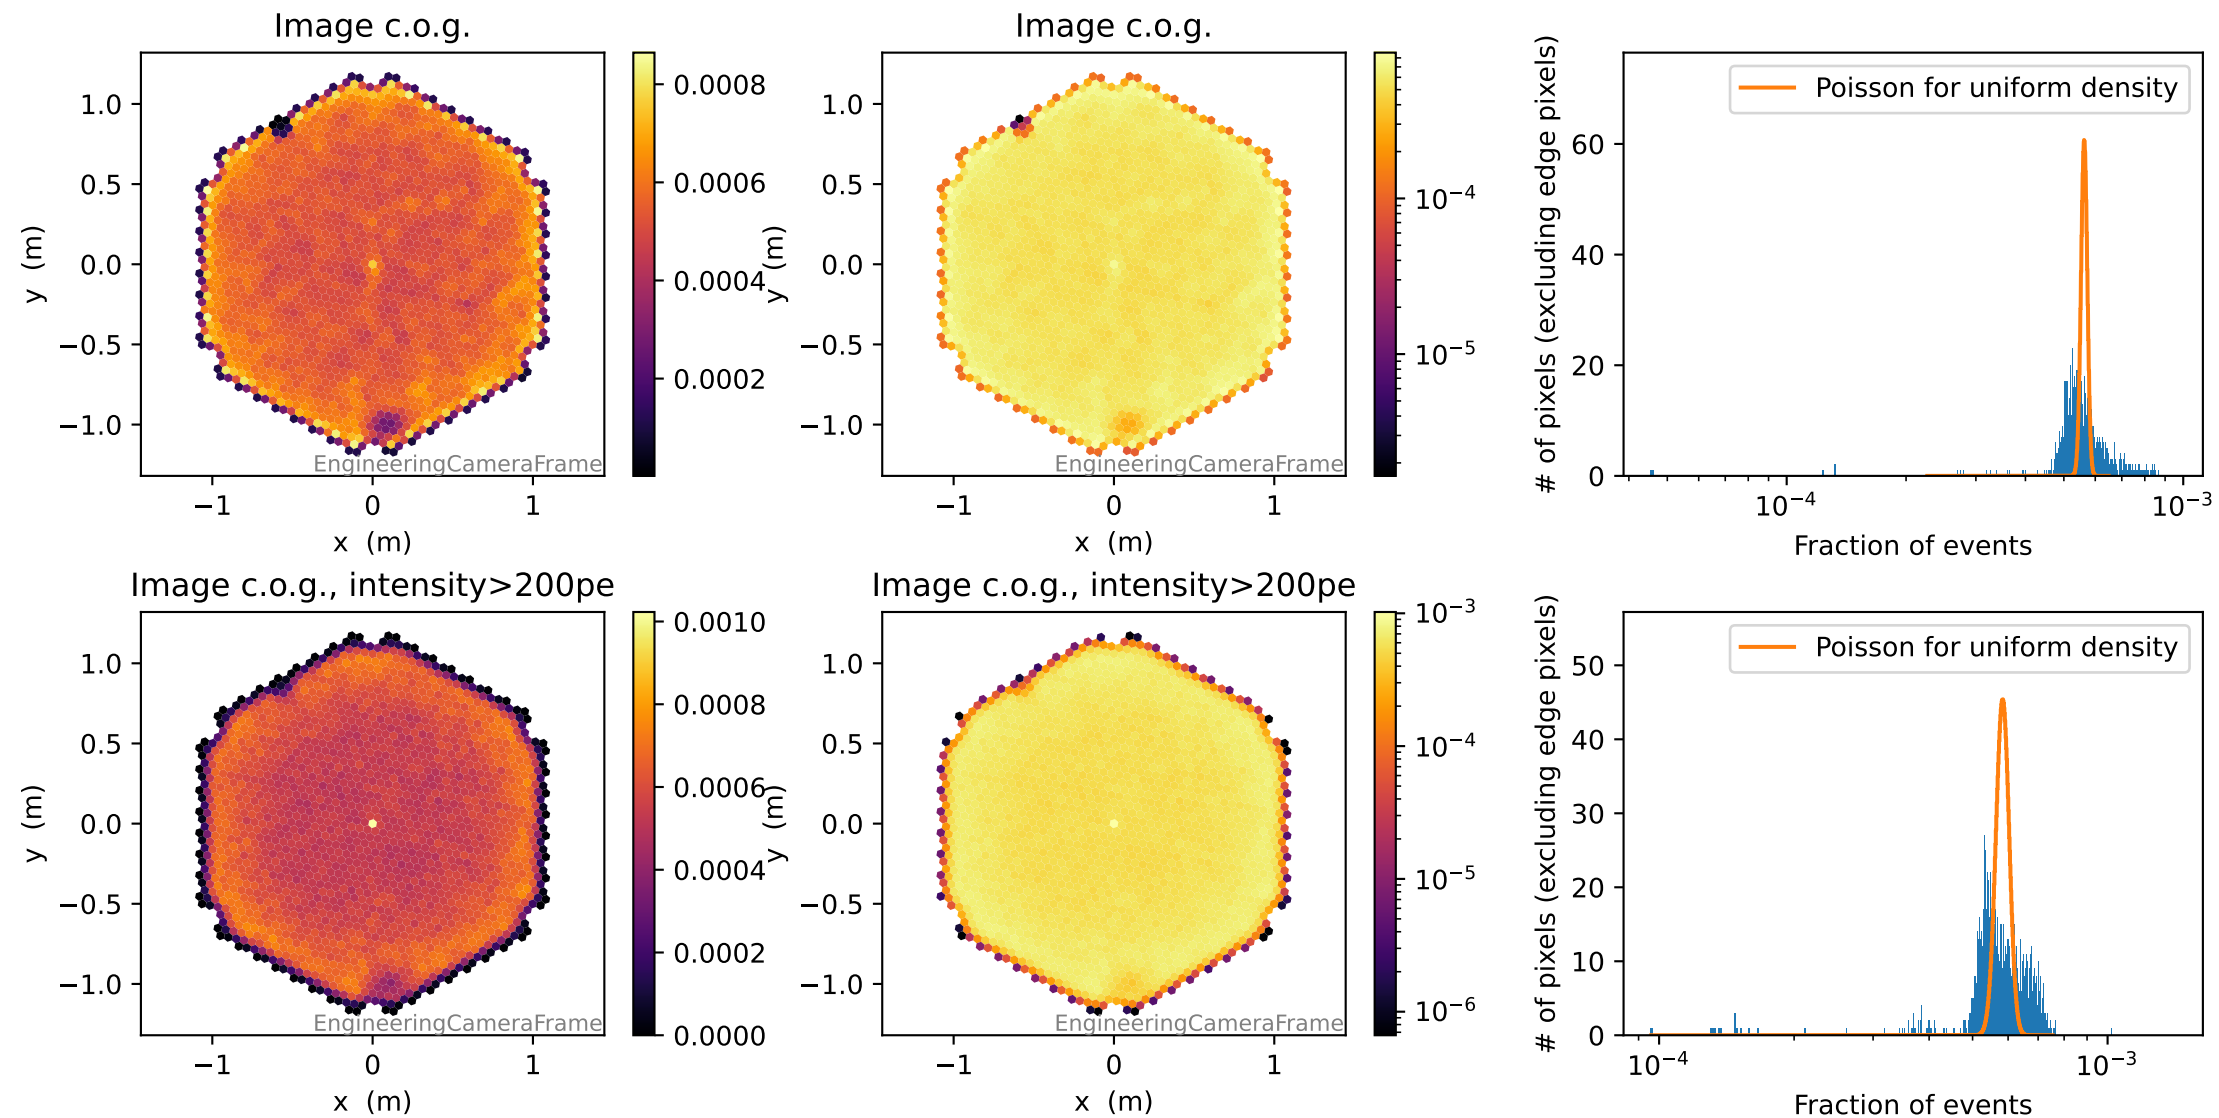 Image c.o.g.
1.0
0.5
0.0
−0.5
−1.0
y (m)
−1
0
1
x (m)
EngineeringCameraFrame
0.0008
0.0006
0.0004
0.0002
Image c.o.g.
1.0
0.5
0.0
−0.5
−1.0
y (m)
−1
0
1
x (m)
EngineeringCameraFrame
10⁻⁴
10⁻⁵
# of pixels (excluding edge pixels)
60
40
20
0
Poisson for uniform density
10⁻⁴
10⁻³
Fraction of events
Image c.o.g., intensity>200pe
1.0
0.5
0.0
−0.5
−1.0
y (m)
−1
0
1
x (m)
EngineeringCameraFrame
0.0010
0.0008
0.0006
0.0004
0.0002
0.0000
Image c.o.g., intensity>200pe
1.0
0.5
0.0
−0.5
−1.0
y (m)
−1
0
1
x (m)
EngineeringCameraFrame
10⁻³
10⁻⁴
10⁻⁵
10⁻⁶
# of pixels (excluding edge pixels)
50
40
30
20
10
0
Poisson for uniform density
10⁻⁴
10⁻³
Fraction of events